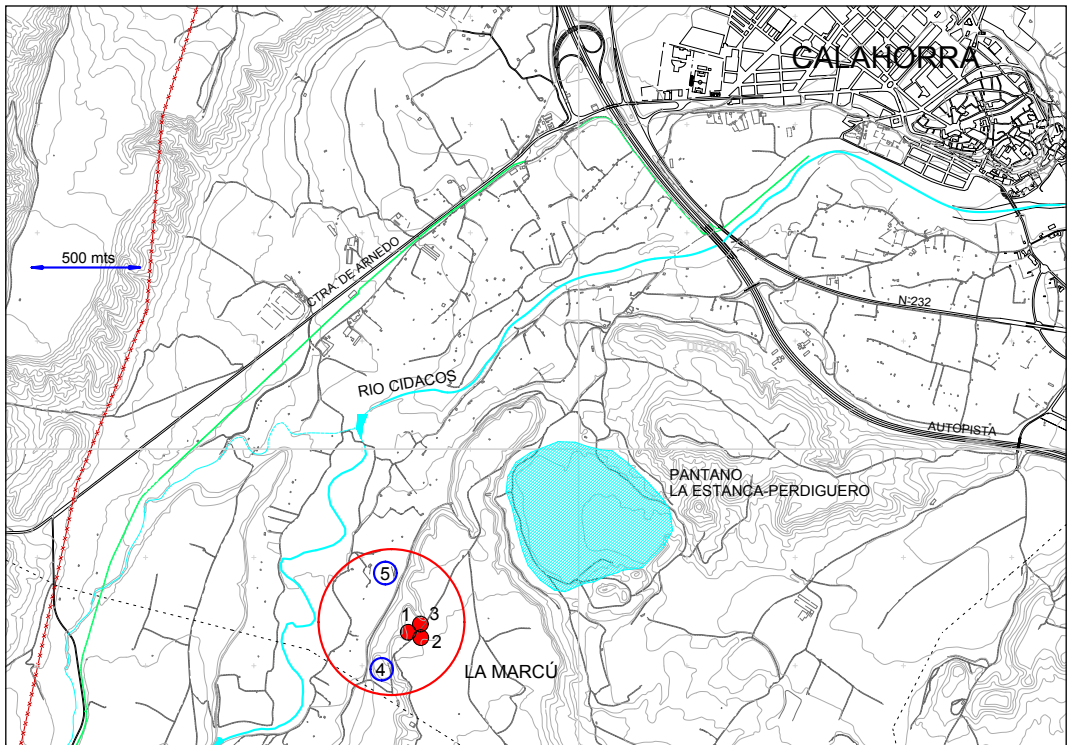 CALAHORRA
500 mts
CTRA. DE ARNEDO
N-232
RIO CIDACOS
AUTOPISTA
PANTANO
LA ESTANCA-PERDIGUERO
5
1
3
2
4
LA MARCÚ